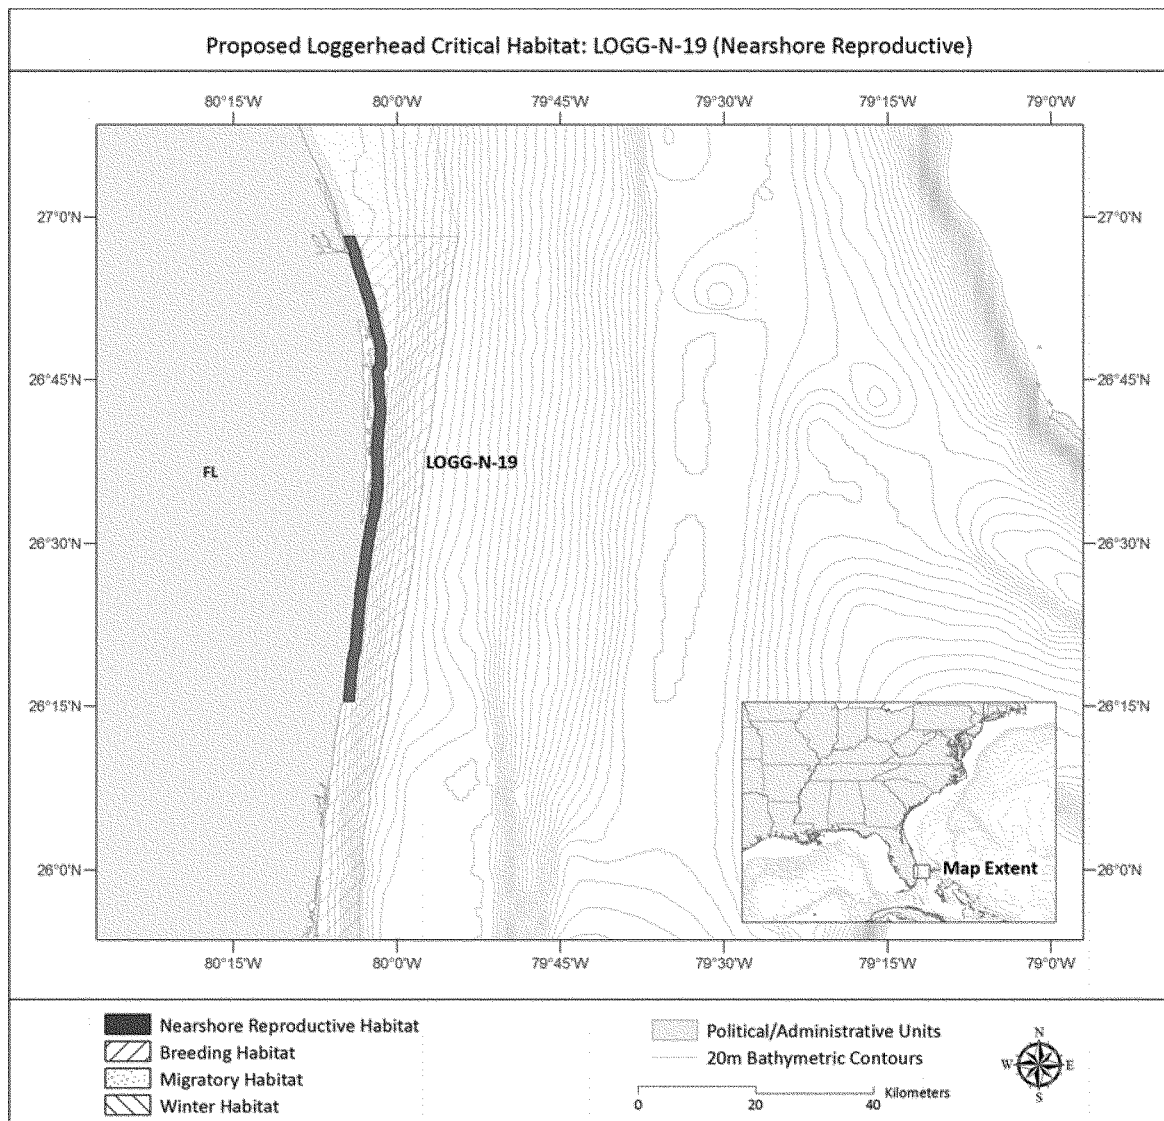 Proposed Loggerhead Critical Habitat: LOGG-N-19 (Nearshore Reproductive)
80°15'W 80°0'W 79°45'W 79°30'W 79°15'W 79°0'W
27°0'N 27°0'N
26°45'N 26°45'N
LOGG-N-19
FL
26°30'N 26°30'N
26°15'N 26°15'N
26°0'N Map Extent 26°0'N
80°15'W 80°0'W 79°45'W 79°30'W 79°15'W 79°0'W
Nearshore Reproductive Habitat
Breeding Habitat
Migratory Habitat
Winter Habitat
Political/Administrative Units
20m Bathymetric Contours
Kilometers
0 20 40
N
W E
S